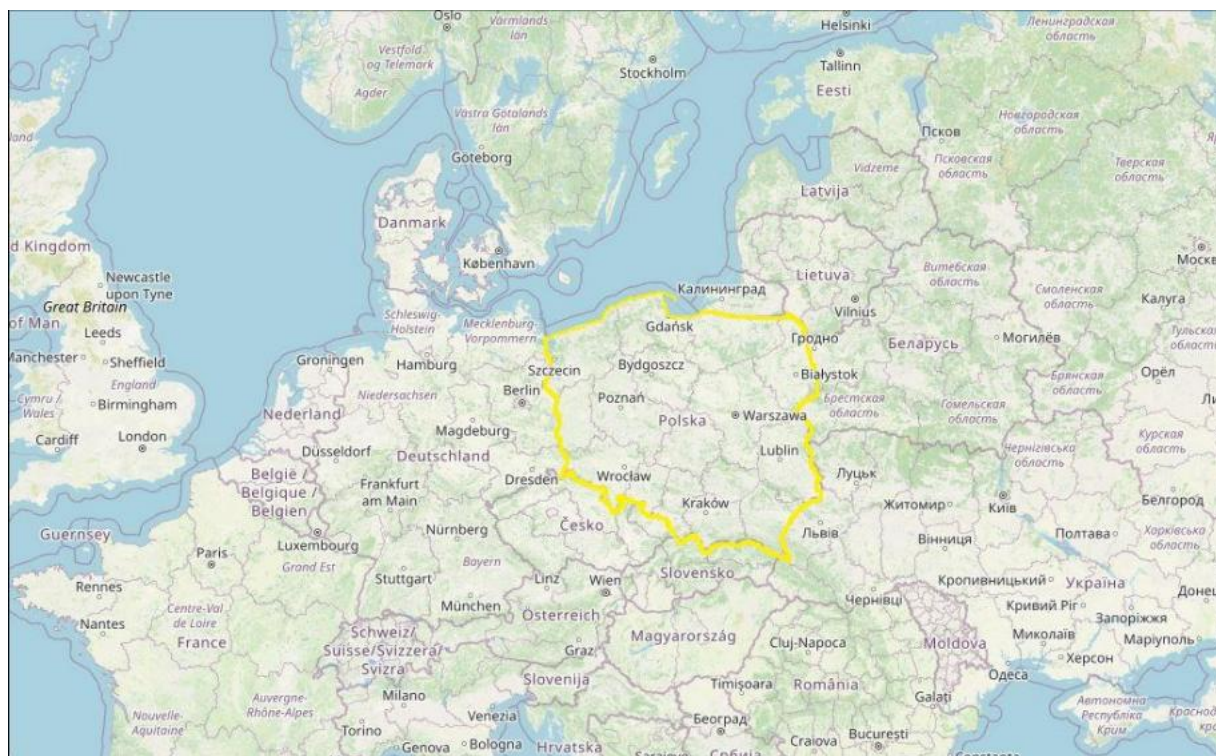 Oslo
Värmlands
län
Helsinki
Ленинградская
область
Vestfold
og Telemark
Tallinn
Stockholm
Agder
Västra Götalands
län
Eesti
Новгородская
область
Псков
Göteborg
Псковская
область
Тверская
область
Vidzeme
Latvija
Danmark
d Kingdom
København
Москв
Newcastle
upon Tyne
Lietuva
Витебская
область
Калининград
Смоленская
область
Калуга
Great Britain
of Man
Leeds
Schleswig-
Holstein
Mecklenburg-
Vorpommern
Gdańsk
Vilnius
Гродно
Беларусь
Могилёв
Тульска
област
Manchester
Sheffield
Groningen
Hamburg
Szczecin
Bydgoszcz
Białystok
Брянская
область
Орёл
England
Niedersachsen
Berlin
Poznań
Брестская
область
Гомельская
область
Cymru /
Wales
Birmingham
Nederland
Magdeburg
Polska
Warszawa
Ли
Cardiff
London
Düsseldorf
Deutschland
Lublin
Чернігівська
область
Курская
область
België /
Belgique /
Belgien
Frankfurt
am Main
Dresden
Wrocław
Луцьк
Kraków
Житомир
Київ
Белгород
Guernsey
Nürnberg
Česko
Львів
Вінниця
Полтава
Харківськ
область
Paris
Luxembourg
Grand Est
Bayern
Stuttgart
Linz
Wien
Slovensko
Кропивницький
Україна
Донец
Rennes
München
Österreich
Чернівці
Кривий Ріг
Запоріжжя
Nantes
Centre-Val
de Loire
France
Schweiz/
Suisse/Svizzera/
Svizra
Graz
Magyarország
Cluj-Napoca
Moldova
Миколаїв
Маріуполь
Slovenija
Херсон
Auvergne-
Rhône-Alpes
Milano
Timișoara
România
Одеса
Nouvelle-
Aquitaine
Torino
Venezia
Galați
Автономна
Республіка
Крим
Genova
Bologna
Hrvatska
Београд
Craiova
București